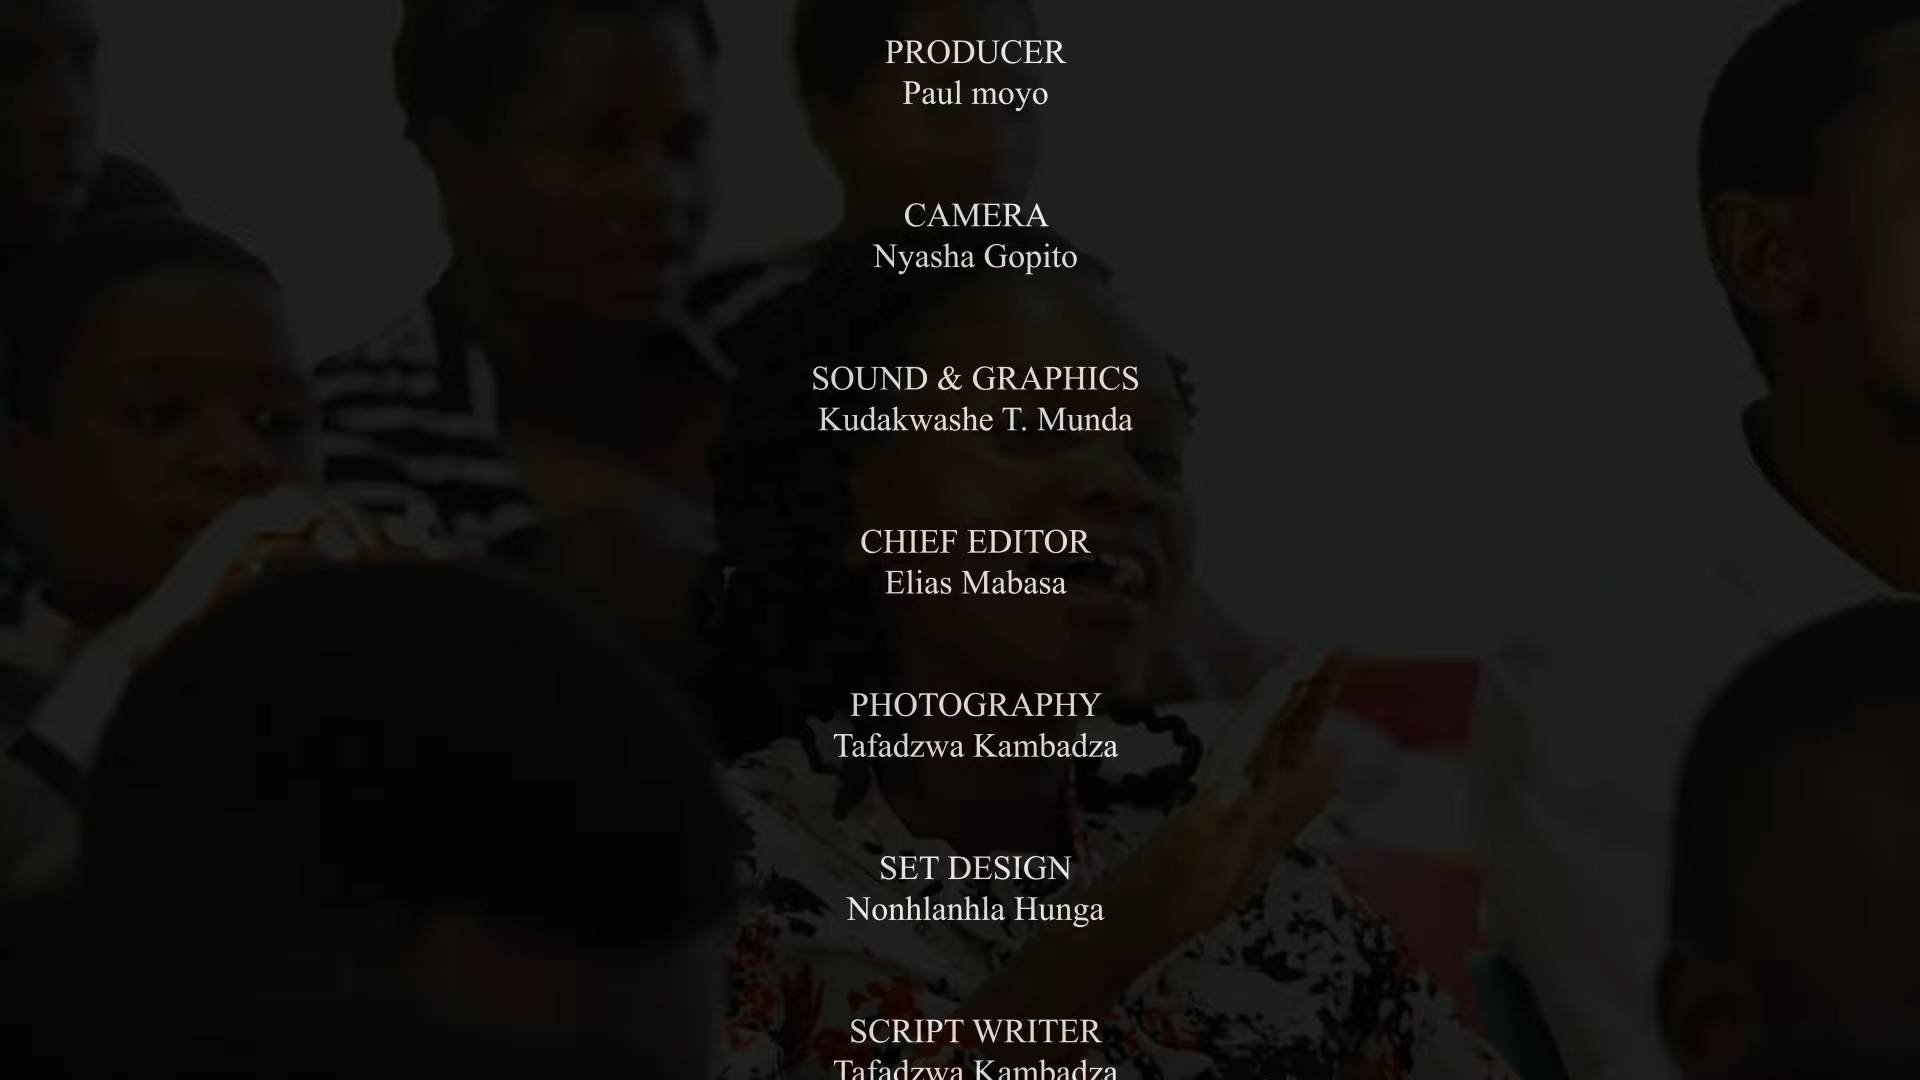 PRODUCER
Paul moyo
CAMERA
Nyasha Gopito
SOUND & GRAPHICS
Kudakwashe T. Munda
CHIEF EDITOR
Elias Mabasa
PHOTOGRAPHY
Tafadzwa Kambadza
SET DESIGN
Nonhlanhla Hunga
SCRIPT WRITER
Tafadzwa Kambadza